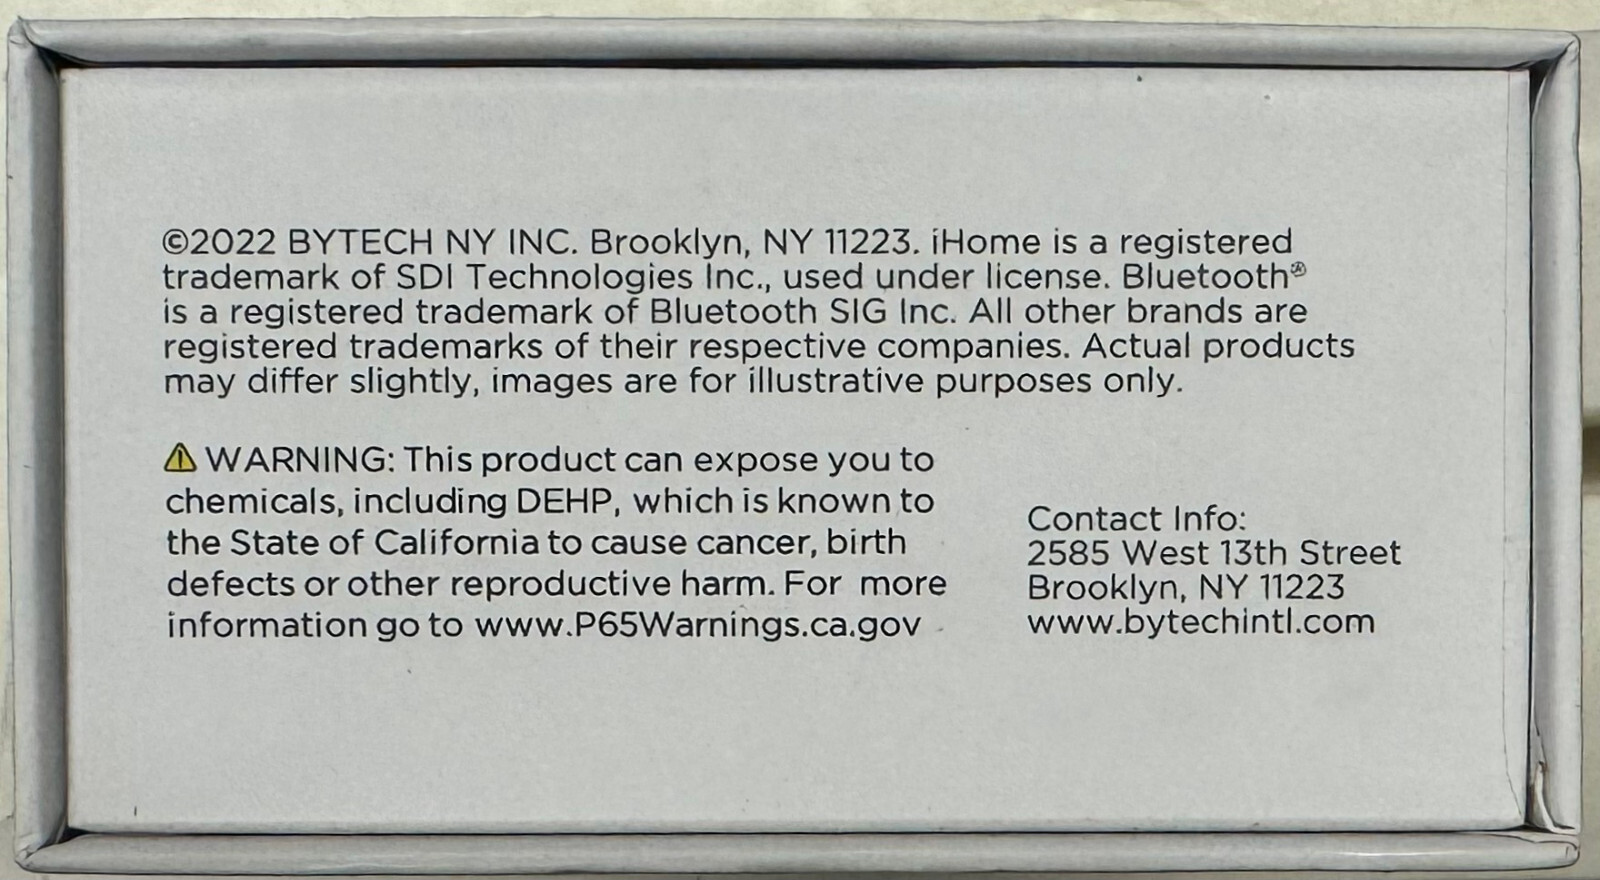 ©2022 BYTECH NY INC. Brooklyn, NY 11223. iHome is a registered
trademark of SDI Technologies Inc., used under license. Bluetooth®
is a registered trademark of Bluetooth SIG Inc. All other brands are
registered trademarks of their respective companies. Actual products
may differ slightly, images are for illustrative purposes only.
⚠ WARNING: This product can expose you to
chemicals, including DEHP, which is known to
the State of California to cause cancer, birth
defects or other reproductive harm. For more
information go to www.P65Warnings.ca.gov
Contact Info:
2585 West 13th Street
Brooklyn, NY 11223
www.bytechintl.com